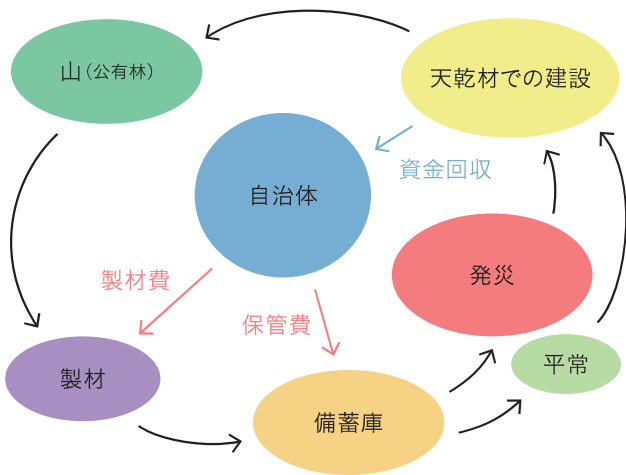 山（公有林）
天乾材での建設
資金回収
自治体
発災
製材費
保管費
平常
製材
備蓄庫